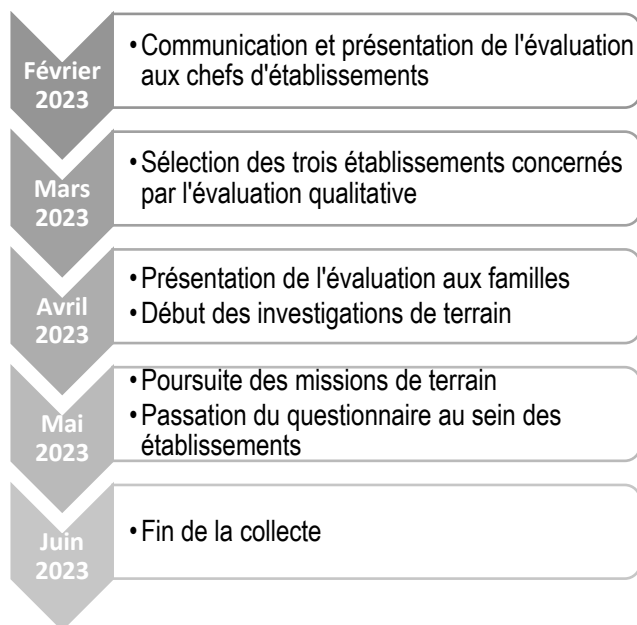 Février
2023
•Communication et présentation de l'évaluation
aux chefs d'établissements
Mars
2023
•Sélection des trois établissements concernés
par l'évaluation qualitative
Avril
2023
•Présentation de l'évaluation aux familles
•Début des investigations de terrain
Mai
2023
•Poursuite des missions de terrain
•Passation du questionnaire au sein des
établissements
Juin
2023
•Fin de la collecte